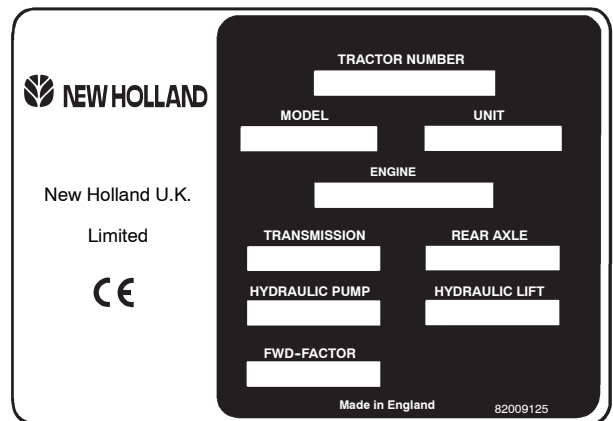 NEW HOLLAND
New Holland U.K.
Limited
CE
TRACTOR NUMBER
MODEL UNIT
ENGINE
TRANSMISSION REAR AXLE
HYDRAULIC PUMP HYDRAULIC LIFT
FWD-FACTOR
Made in England 82009125